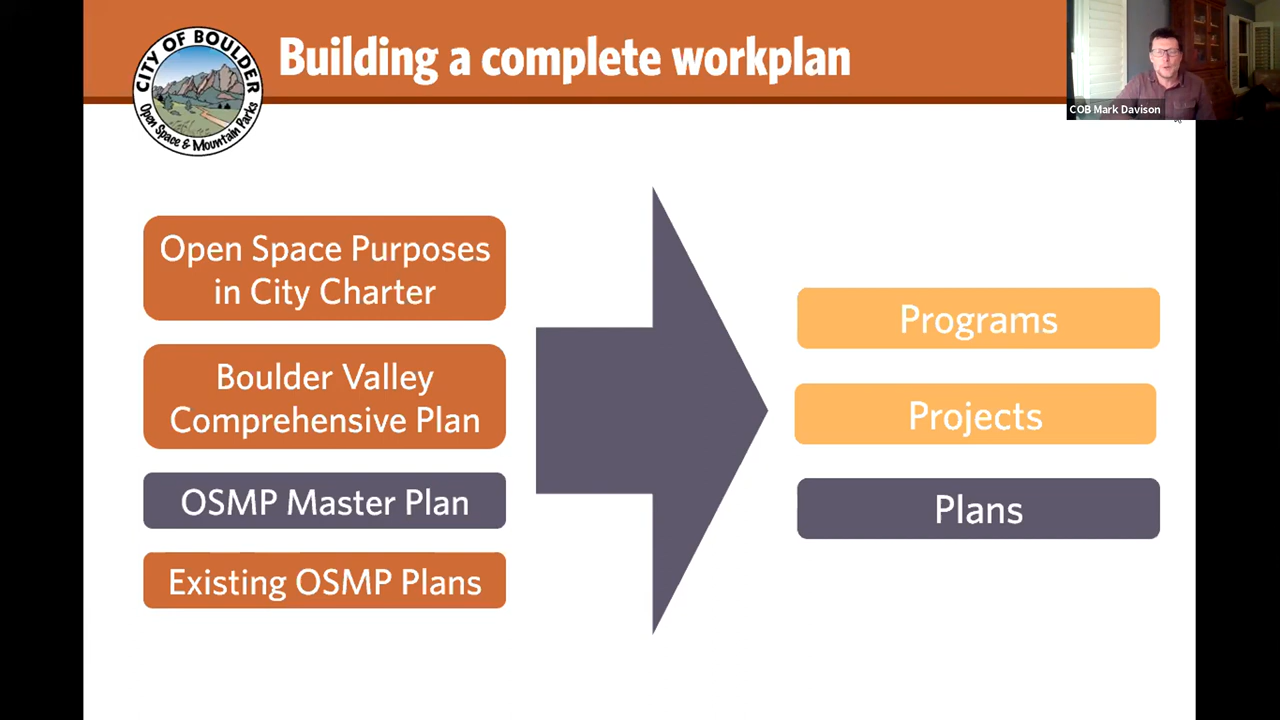 CITY OF BOULDER
Open Space & Mountain Parks
Building a complete workplan
COB Mark Davison
Open Space Purposes
in City Charter
Boulder Valley
Comprehensive Plan
OSMP Master Plan
Existing OSMP Plans
Programs
Projects
Plans